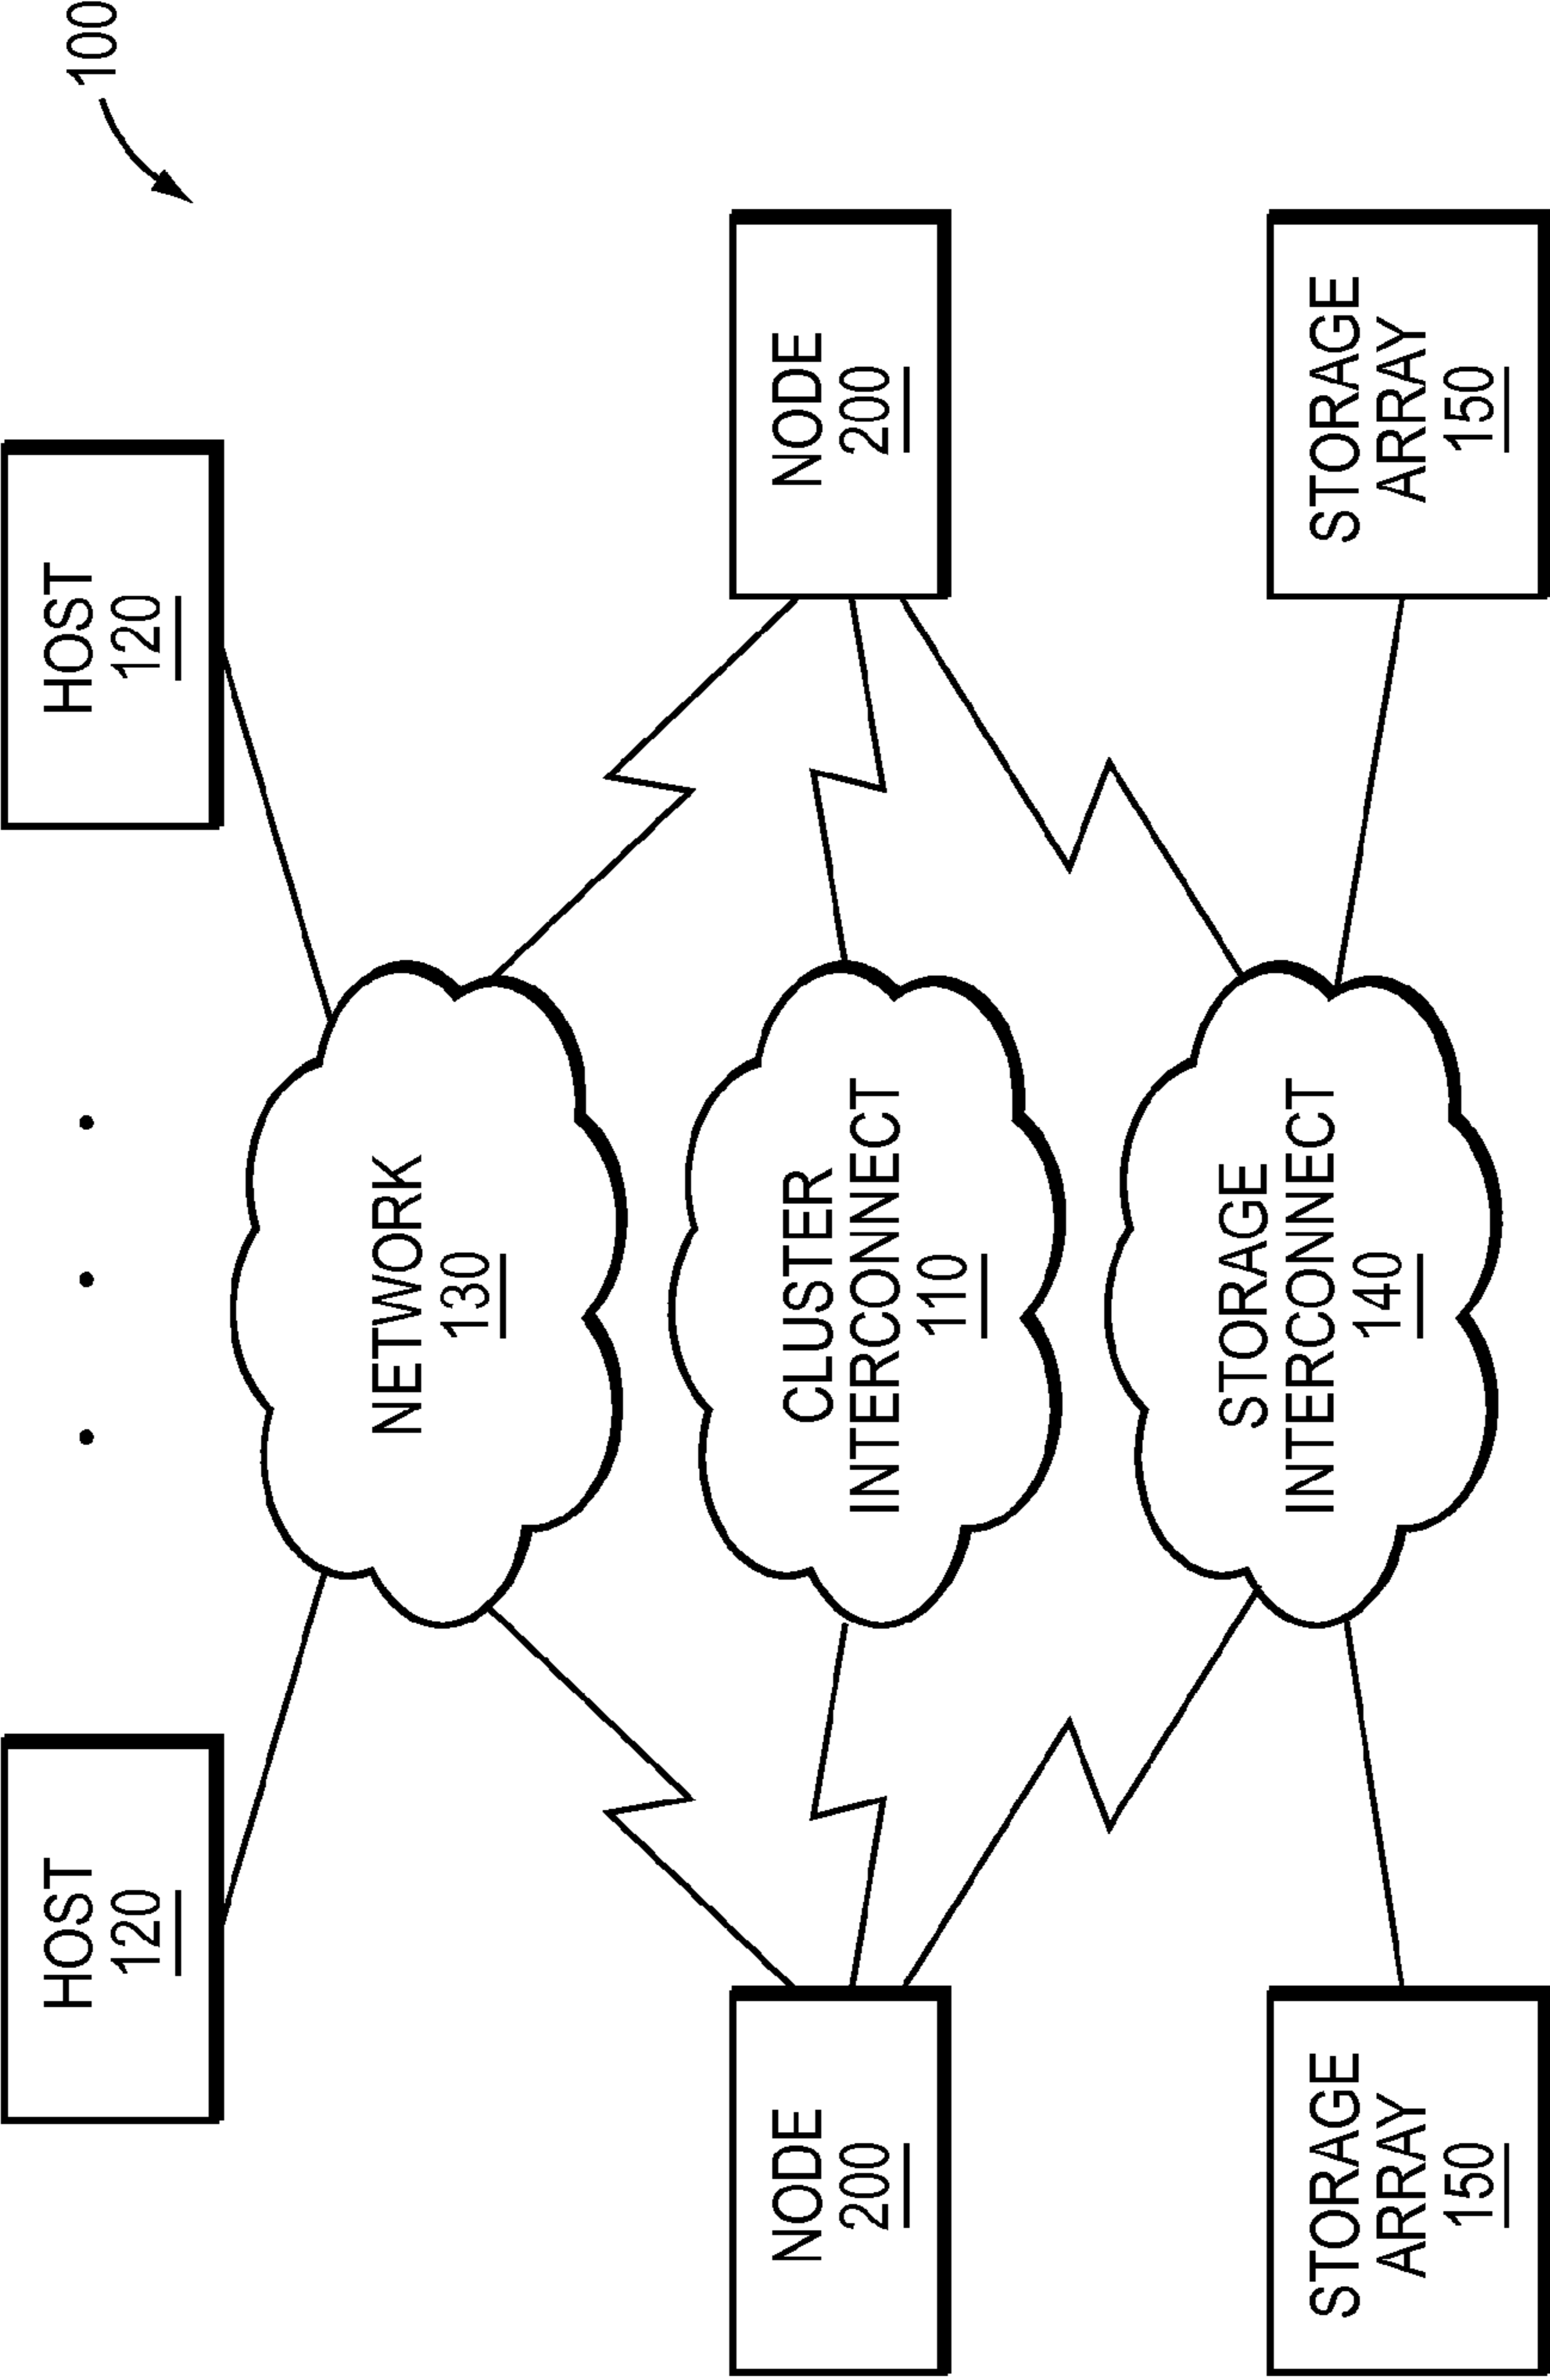 100
HOST
120
HOST
120
NETWORK
130
NODE
200
CLUSTER
INTERCONNECT
110
NODE
200
STORAGE
ARRAY
150
STORAGE
INTERCONNECT
140
STORAGE
ARRAY
150